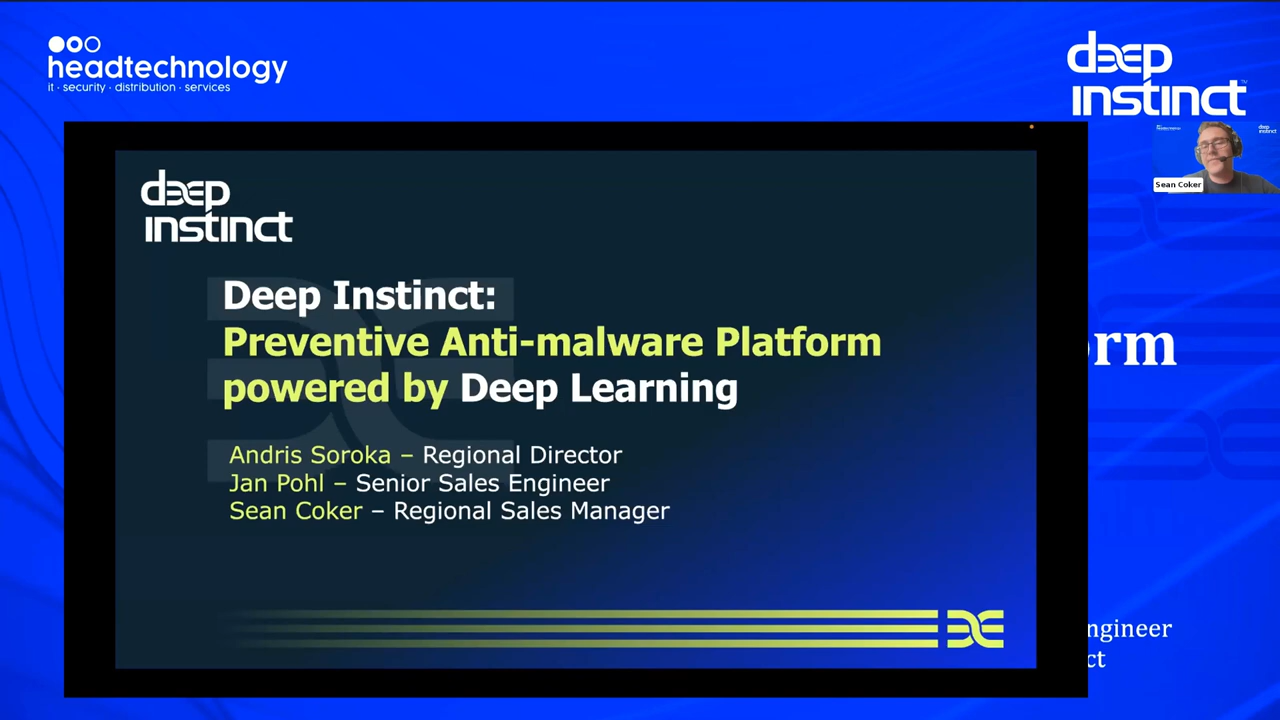 headtechnology
it · security · distribution · services
deep
instinct
Sean Coker
deep
instinct
Deep Instinct:
Preventive Anti-malware Platform
powered by Deep Learning
Andris Soroka – Regional Director
Jan Pohl – Senior Sales Engineer
Sean Coker – Regional Sales Manager
orm
ngineer
ct